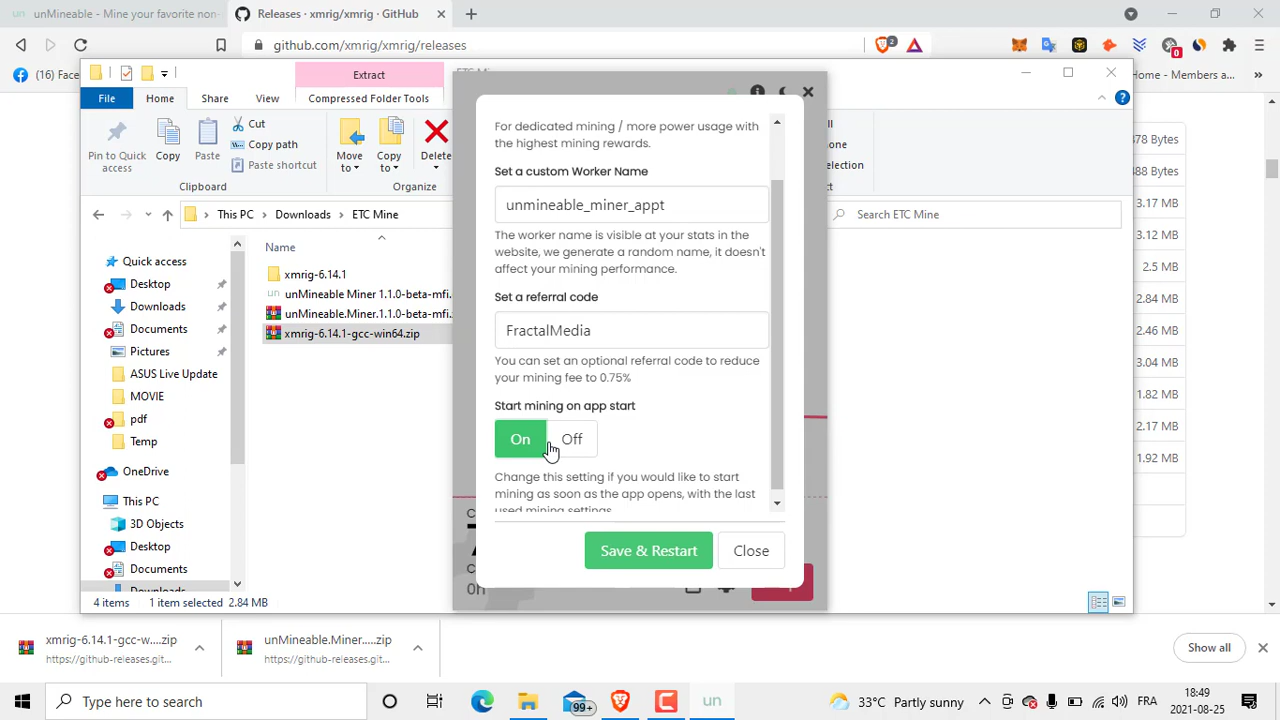 unMineable - Mine your favorite non-
Releases · xmrig/xmrig · GitHub
github.com/xmrig/xmrig/releases
2
0
(16) Face
Home - Members a
Extract
File
Home
Share
View
Compressed Folder Tools
Pin to Quick access
Copy
Paste
Cut
Copy path
Paste shortcut
Clipboard
Move to
Copy to
Delete
Organize
This PC
Downloads
ETC Mine
Search ETC Mine
Name
Quick access
Desktop
Downloads
Documents
Pictures
ASUS Live Update
MOVIE
pdf
Temp
OneDrive
This PC
3D Objects
Desktop
Documents
xmrig-6.14.1
unMineable Miner 1.1.0-beta-mfi.
unMineable.Miner.1.1.0-beta-mfi.
xmrig-6.14.1-gcc-win64.zip
4 items
1 item selected 2.84 MB
For dedicated mining / more power usage with
the highest mining rewards.
Set a custom Worker Name
unmineable_miner_appt
The worker name is visible at your stats in the
website, we generate a random name, it doesn't
affect your mining performance.
Set a referral code
FractalMedia
You can set an optional referral code to reduce
your mining fee to 0.75%
Start mining on app start
On
Off
Change this setting if you would like to start
mining as soon as the app opens, with the last
used mining settings
Save & Restart
Close
0h
478 Bytes
488 Bytes
3.17 MB
3.12 MB
2.5 MB
2.84 MB
2.46 MB
3.04 MB
1.82 MB
2.17 MB
1.92 MB
xmrig-6.14.1-gcc-w....zip
https://github-releases.git...
unMineable.Miner.....zip
https://github-releases.git...
Show all
Type here to search
99+
un
33°C Partly sunny
FRA
18:49
2021-08-25